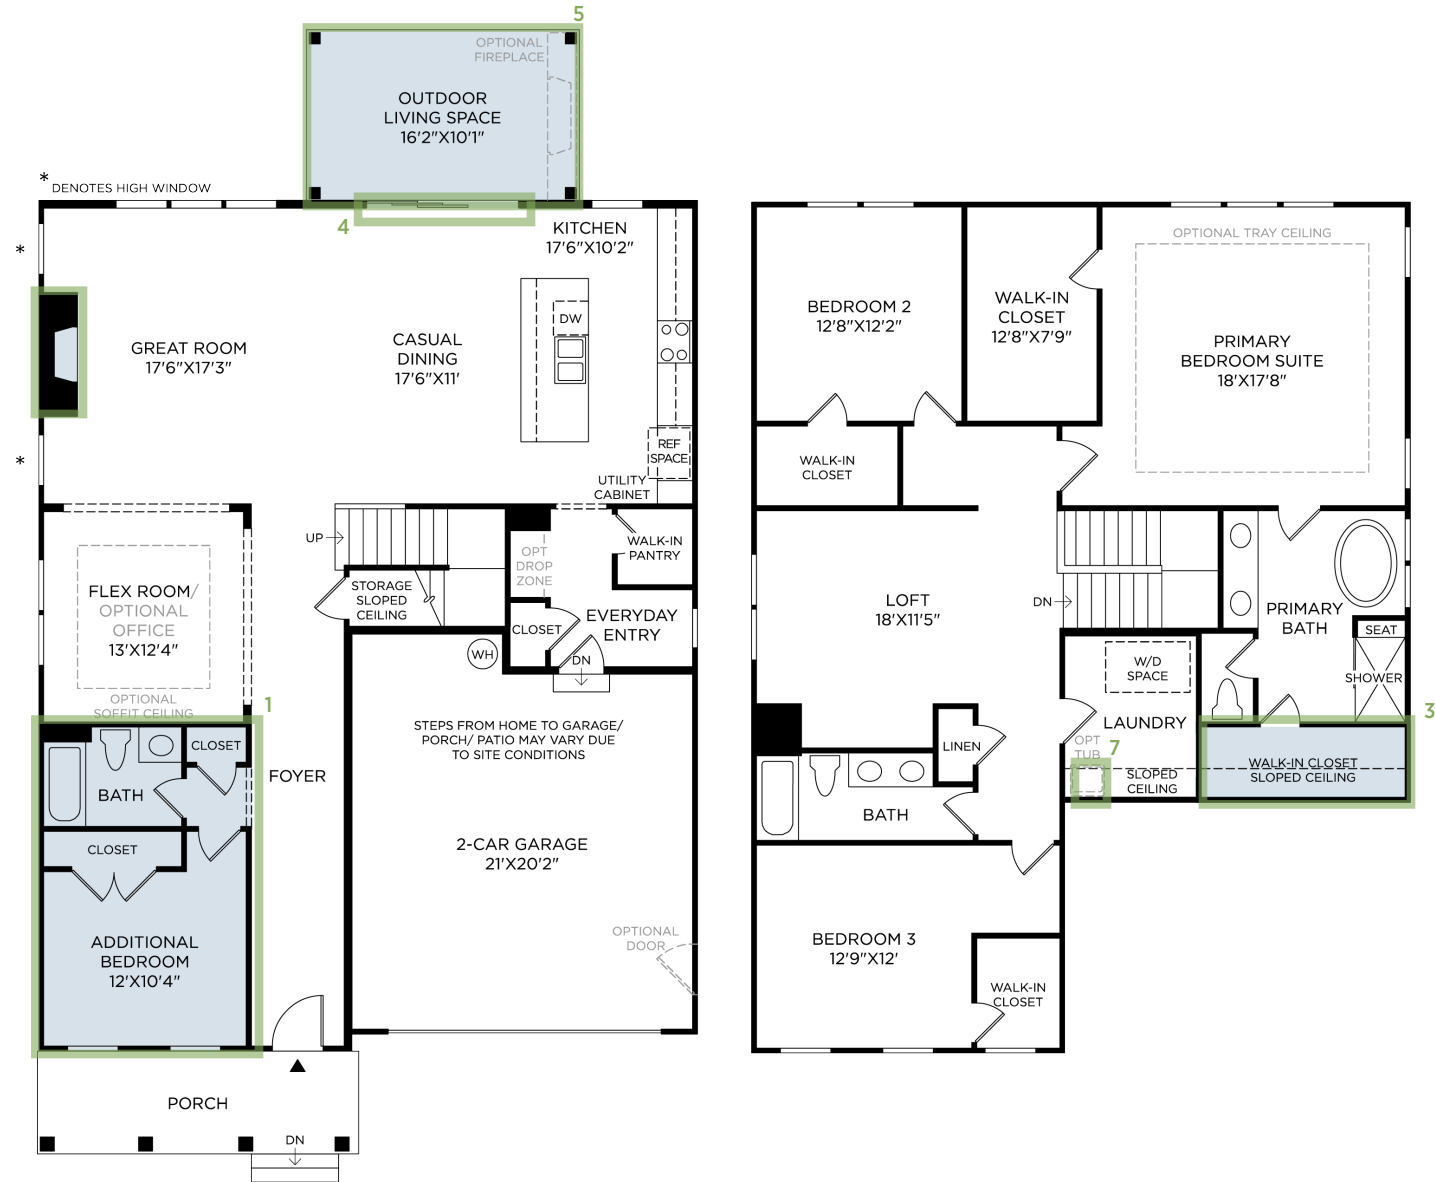 5
OPTIONAL
FIREPLACE
OUTDOOR
LIVING SPACE
16'2"X10'1"
* DENOTES HIGH WINDOW
4
KITCHEN
17'6"X10'2"
*
DW
GREAT ROOM
17'6"X17'3"
CASUAL
DINING
17'6"X11'
*
REF
SPACE
UTILITY
CABINET
UP
WALK-IN
PANTRY
OPT
DROP
ZONE
FLEX ROOM/
OPTIONAL
OFFICE
13'X12'4"
STORAGE
SLOPED
CEILING
CLOSET
EVERYDAY
ENTRY
WH
DN
OPTIONAL
SOFFIT CEILING
1
STEPS FROM HOME TO GARAGE/
PORCH/ PATIO MAY VARY DUE
TO SITE CONDITIONS
CLOSET
FOYER
BATH
CLOSET
2-CAR GARAGE
21'X20'2"
ADDITIONAL
BEDROOM
12'X10'4"
OPTIONAL
DOOR
PORCH
DN
OPTIONAL TRAY CEILING
BEDROOM 2
12'8"X12'2"
WALK-IN
CLOSET
12'8"X7'9"
PRIMARY
BEDROOM SUITE
18'X17'8"
WALK-IN
CLOSET
LOFT
18'X11'5"
DN
PRIMARY
BATH
SEAT
SHOWER
W/D
SPACE
LAUNDRY
3
OPT
TUB
7
LINEN
SLOPED
CEILING
WALK-IN CLOSET
SLOPED CEILING
BATH
BEDROOM 3
12'9"X12'
WALK-IN
CLOSET